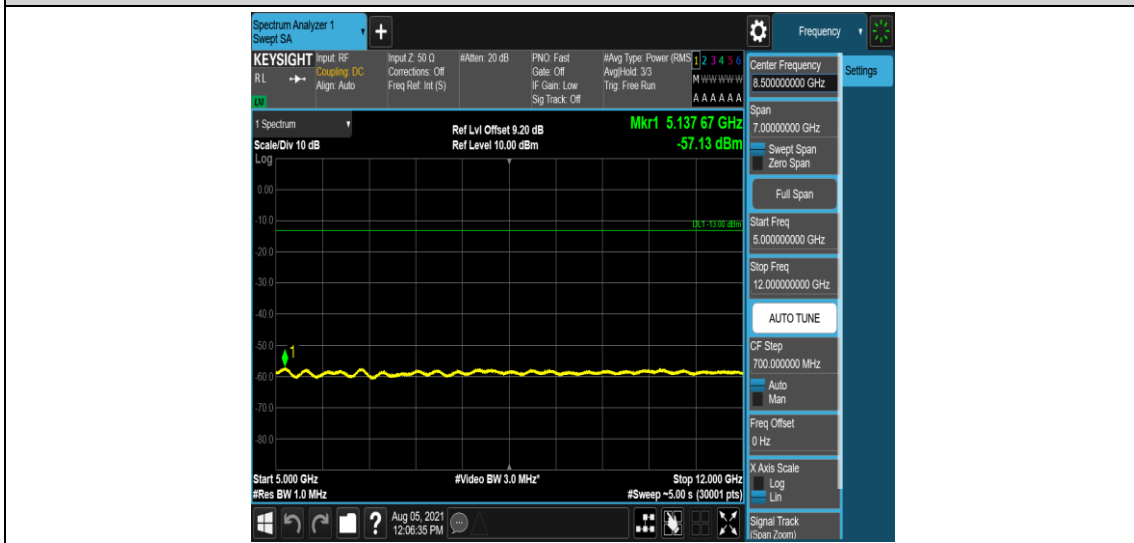 Spectrum Analyzer 1
Swept SA
+
Frequency
KEYSIGHT
RL
LXI
Input: RF
Coupling: DC
Align: Auto
Input Z: 50 Ω
Corrections: Off
Freq Ref: Int (S)
#Atten: 20 dB
PNO: Fast
Gate: Off
IF Gain: Low
Sig Track: Off
#Avg Type: Power (RMS
Avg|Hold: 3/3
Trig: Free Run
1 2 3 4 5 6
M W W W W W
A A A A A A
Center Frequency
8.500000000 GHz
Settings
1 Spectrum
Scale/Div 10 dB
Ref Lvl Offset 9.20 dB
Ref Level 10.00 dBm
Mkr1 5.137 67 GHz
-57.13 dBm
Span
7.00000000 GHz
Swept Span
Zero Span
Full Span
Start Freq
5.000000000 GHz
Stop Freq
12.000000000 GHz
AUTO TUNE
CF Step
700.000000 MHz
Auto
Man
Freq Offset
0 Hz
X Axis Scale
Log
Lin
Signal Track
(Span Zoom)
Log
0.00
-10.0
DL1 -13.00 dBm
-20.0
-30.0
-40.0
-50.0
1
-60.0
-70.0
-80.0
Start 5.000 GHz
#Video BW 3.0 MHz*
Stop 12.000 GHz
#Res BW 1.0 MHz
#Sweep ~5.00 s (30001 pts)
?
Aug 05, 2021
12:06:35 PM